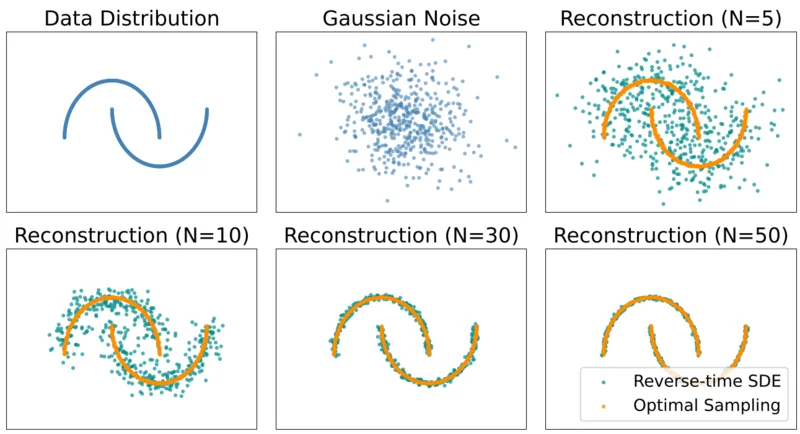 Data Distribution
Gaussian Noise
Reconstruction (N=5)
Reconstruction (N=10)
Reconstruction (N=30)
Reconstruction (N=50)
Reverse-time SDE
Optimal Sampling